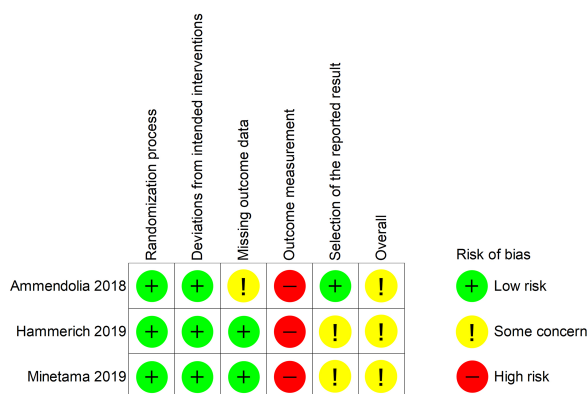 Randomization process
Deviations from intended interventions
Missing outcome data
Outcome measurement
Selection of the reported result
Overall
Risk of bias
Ammendolia 2018 + + ! − + !
+ Low risk
Hammerich 2019 + + + − ! !
! Some concern
Minetama 2019 + + + − ! !
− High risk